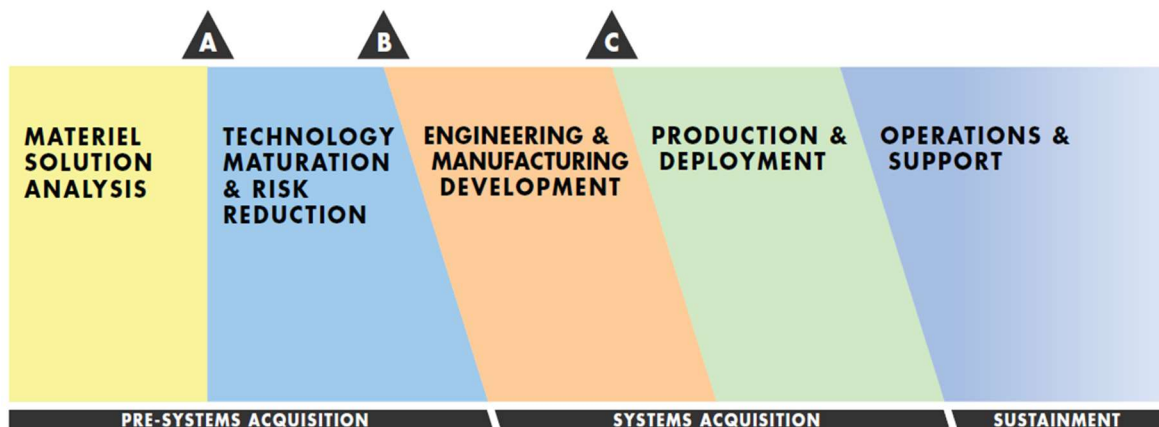 A
B
C
MATERIEL
SOLUTION
ANALYSIS
TECHNOLOGY
MATURATION
& RISK
REDUCTION
ENGINEERING &
MANUFACTURING
DEVELOPMENT
PRODUCTION &
DEPLOYMENT
OPERATIONS &
SUPPORT
PRE-SYSTEMS ACQUISITION
SYSTEMS ACQUISITION
SUSTAINMENT